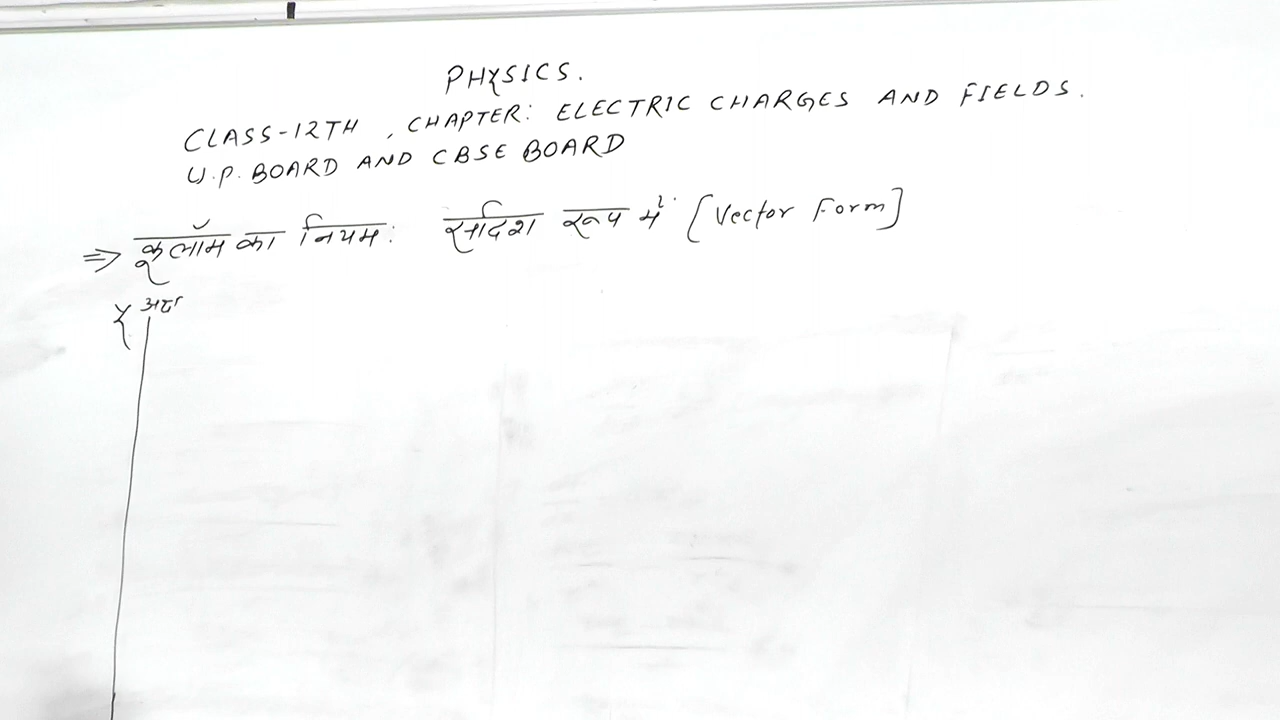 PHYSICS.
CLASS-12TH , CHAPTER: ELECTRIC CHARGES AND FIELDS.
U.P. BOARD AND CBSE BOARD
⇒ कूलॉम का नियम: सदिश रूप में [Vector Form]
Y अक्ष